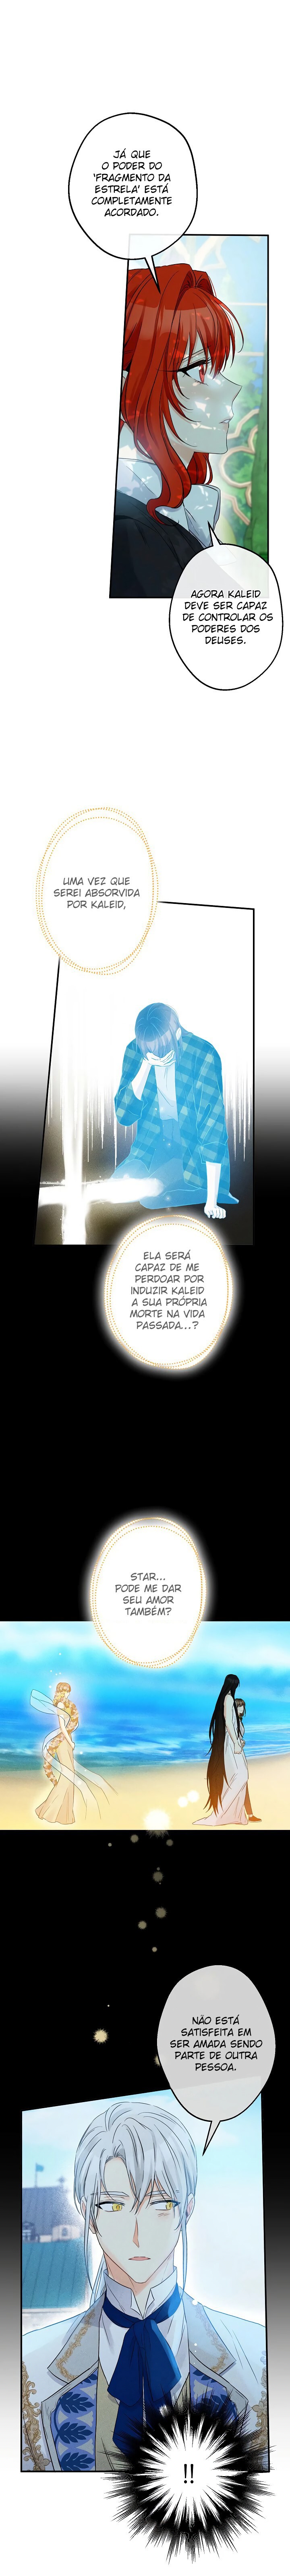 JÁ QUE
O PODER DO
'FRAGMENTO DA
ESTRELA' ESTÁ
COMPLETAMENTE
ACORDADO.
AGORA KALEID
DEVE SER CAPAZ
DE CONTROLAR OS
PODERES DOS
DEUSES.
UMA VEZ QUE
SEREI ABSORVIDA
POR KALEID,
ELA SERÁ
CAPAZ DE ME
PERDOAR POR
INDUZIR KALEID
A SUA PRÓPRIA
MORTE NA VIDA
PASSADA...?
STAR...
PODE ME DAR
SEU AMOR
TAMBÉM?
NÃO ESTÁ
SATISFEITA EM
SER AMADA SENDO
PARTE DE OUTRA
PESSOA.
!!